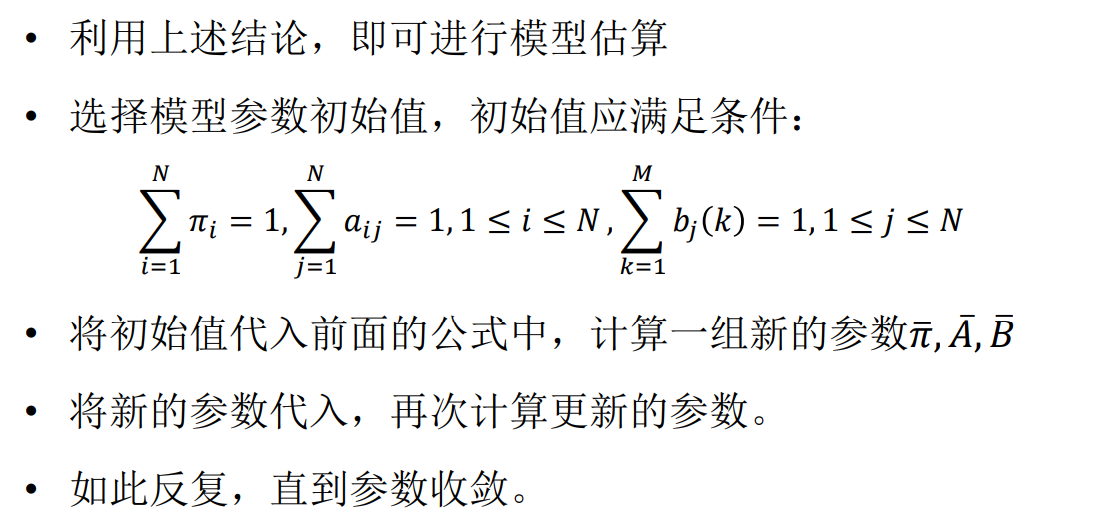 • 利用上述结论，即可进行模型估算
• 选择模型参数初始值，初始值应满足条件：
$\sum_{i=1}^{N} \pi_i = 1, \sum_{j=1}^{N} a_{ij} = 1, 1 \leq i \leq N, \sum_{k=1}^{M} b_j(k) = 1, 1 \leq j \leq N$
• 将初始值代入前面的公式中，计算一组新的参数$\bar{\pi}, \bar{A}, \bar{B}$
• 将新的参数代入，再次计算更新的参数。
• 如此反复，直到参数收敛。